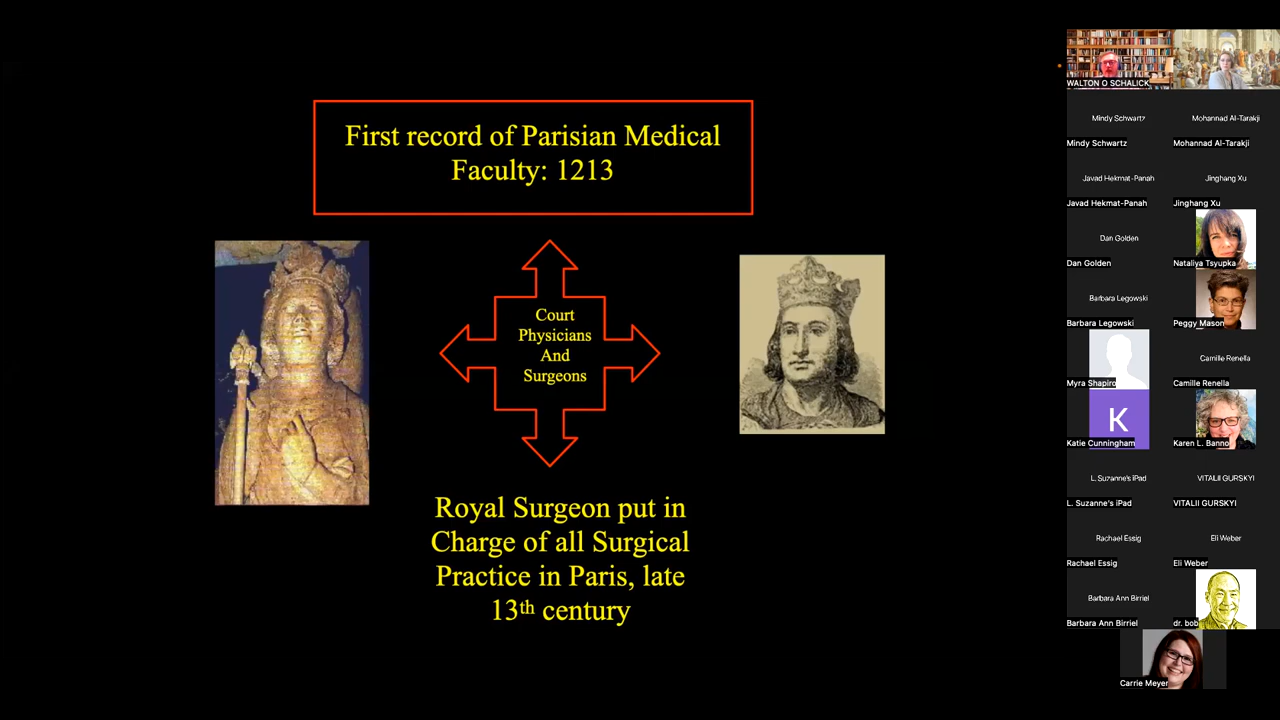 First record of Parisian Medical
Faculty: 1213
Court
Physicians
And
Surgeons
Royal Surgeon put in
Charge of all Surgical
Practice in Paris, late
13th century
WALTON O SCHALICK
Mindy Schwartz
Mohannad Al-Tarakji
Mindy Schwartz
Mohannad Al-Tarakji
Javad Hekmat-Panah
Jinghang Xu
Javad Hekmat-Panah
Jinghang Xu
Dan Golden
Dan Golden
Nataliya Tsyupka
Barbara Legowski
Barbara Legowski
Peggy Mason
Camille Renella
Myra Shapiro
Camille Renella
K
Katie Cunningham
Karen L. Banno
L. Suzanne's iPad
VITALII GURSKYI
L. Suzanne's iPad
VITALII GURSKYI
Rachael Essig
Eli Weber
Rachael Essig
Eli Weber
Barbara Ann Birriel
Barbara Ann Birriel
dr. bob
Carrie Meyer